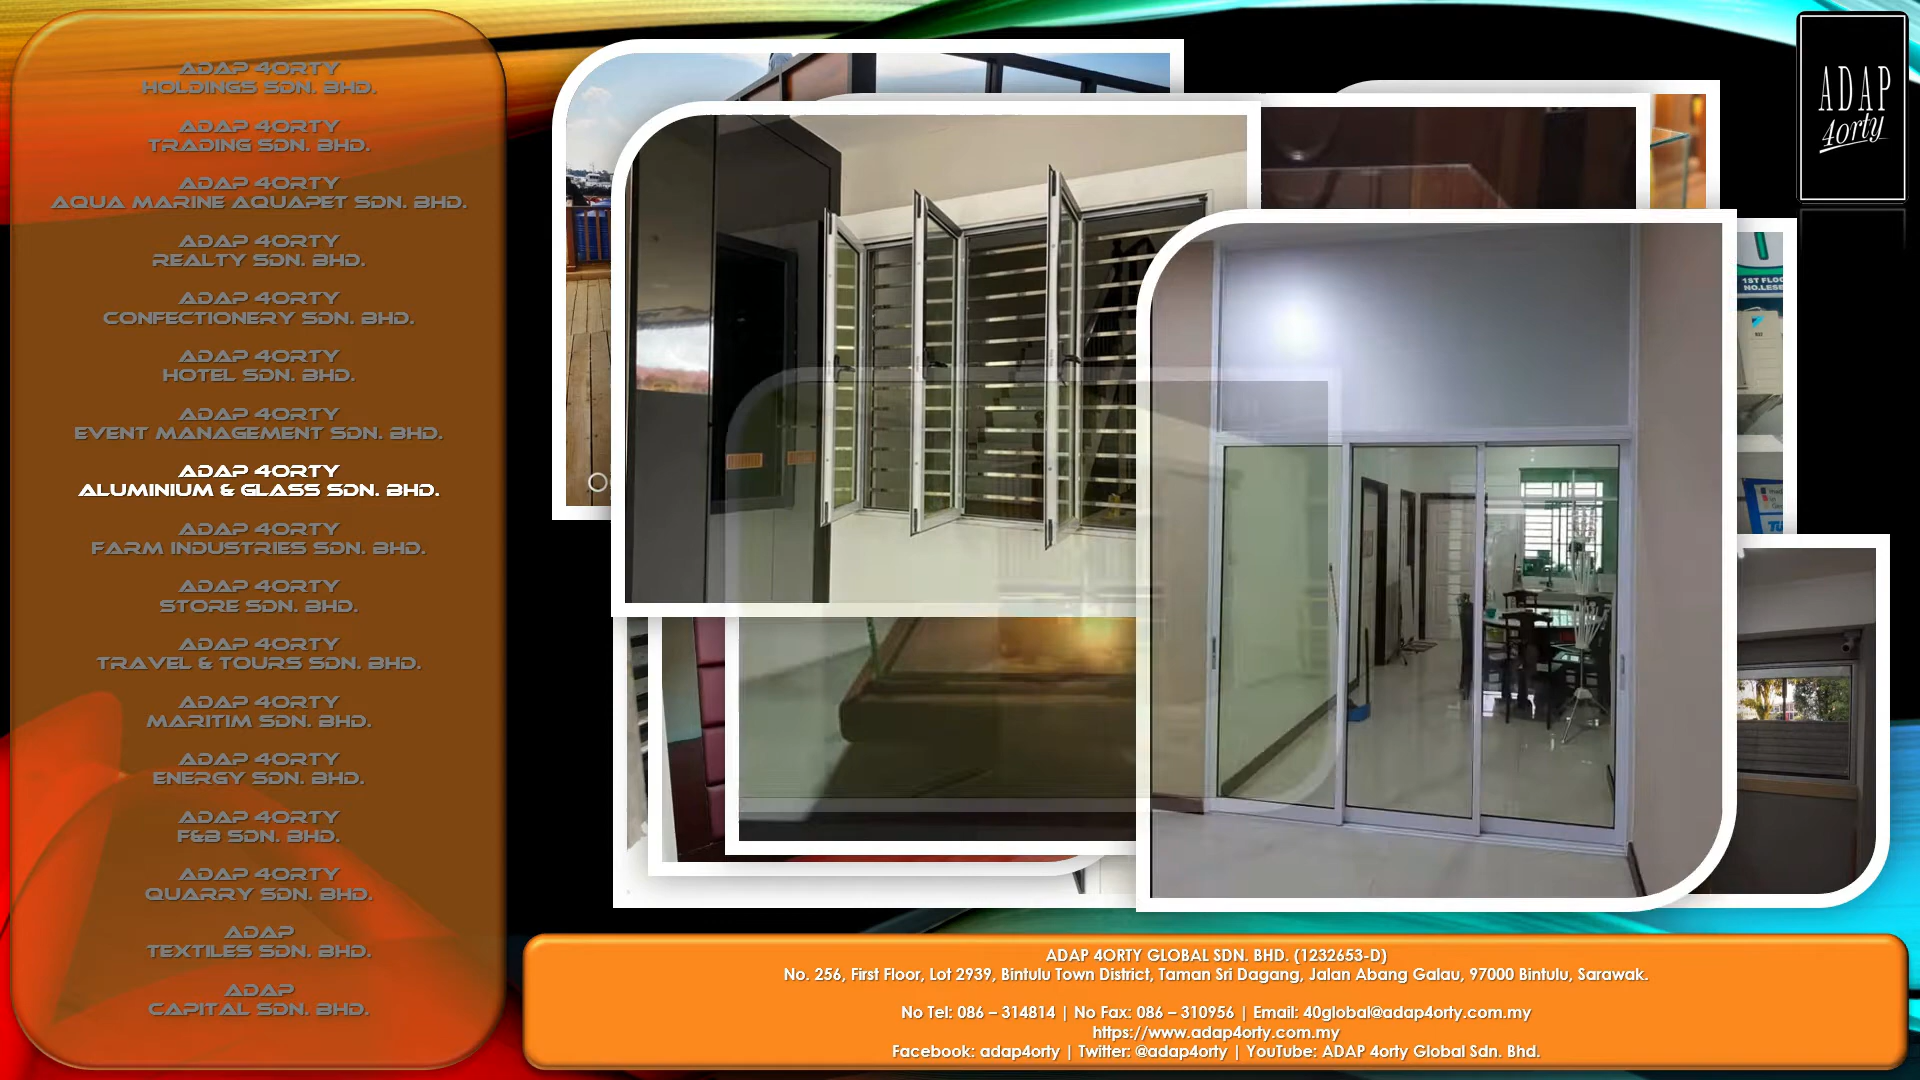 ADAP 4ORTY
HOLDINGS SDN. BHD.
ADAP 4ORTY
TRADING SDN. BHD.
ADAP 4ORTY
AQUA MARINE AQUAPET SDN. BHD.
ADAP 4ORTY
REALTY SDN. BHD.
ADAP 4ORTY
CONFECTIONERY SDN. BHD.
ADAP 4ORTY
HOTEL SDN. BHD.
ADAP 4ORTY
EVENT MANAGEMENT SDN. BHD.
ADAP 4ORTY
ALUMINIUM & GLASS SDN. BHD.
ADAP 4ORTY
FARM INDUSTRIES SDN. BHD.
ADAP 4ORTY
STORE SDN. BHD.
ADAP 4ORTY
TRAVEL & TOURS SDN. BHD.
ADAP 4ORTY
MARITIM SDN. BHD.
ADAP 4ORTY
ENERGY SDN. BHD.
ADAP 4ORTY
F&B SDN. BHD.
ADAP 4ORTY
QUARRY SDN. BHD.
ADAP
TEXTILES SDN. BHD.
ADAP
CAPITAL SDN. BHD.
ADAP
4orty
1ST FLO
NO.LESE
ADAP 4ORTY GLOBAL SDN. BHD. (1232653-D)
No. 256, First Floor, Lot 2939, Bintulu Town District, Taman Sri Dagang, Jalan Abang Galau, 97000 Bintulu, Sarawak.
No Tel: 086 – 314814 | No Fax: 086 – 310956 | Email: 40global@adap4orty.com.my
https://www.adap4orty.com.my
Facebook: adap4orty | Twitter: @adap4orty | YouTube: ADAP 4orty Global Sdn. Bhd.